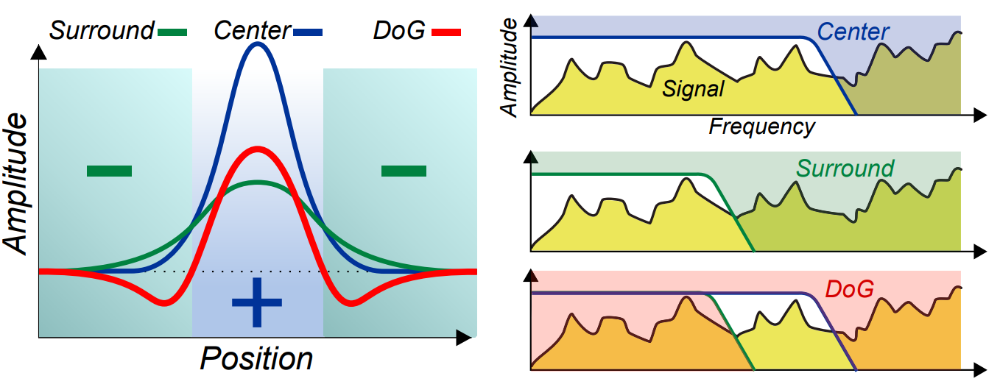 Surround Center DoG
Amplitude
Position
Amplitude
Center
Signal
Frequency
Surround
DoG